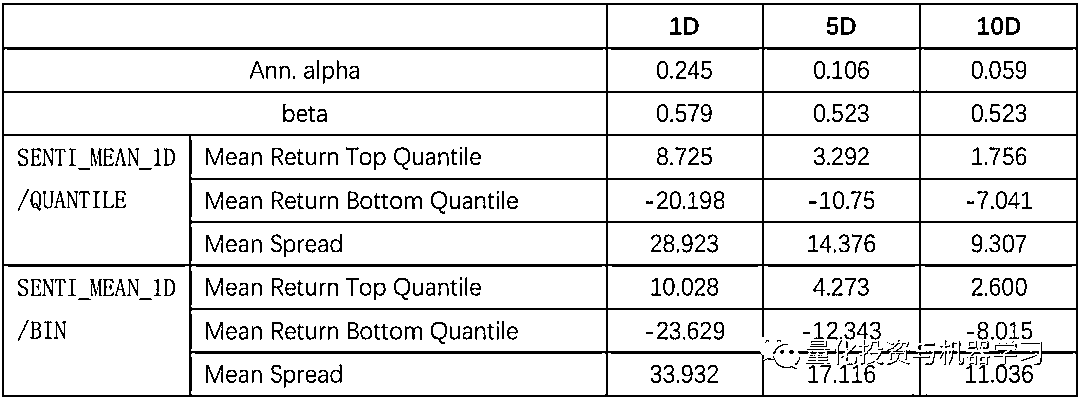 1D 5D 10D
Ann. alpha 0.245 0.106 0.059
beta 0.579 0.523 0.523
SENTI_MEAN_1D Mean Return Top Quantile 8.725 3.292 1.756
/QUANTILE Mean Return Bottom Quantile -20.198 -10.75 -7.041
Mean Spread 28.923 14.376 9.307
SENTI_MEAN_1D Mean Return Top Quantile 10.028 4.273 2.600
/BIN Mean Return Bottom Quantile -23.629 -12.343 -8.015
量化投资与机器学习
Mean Spread 33.932 17.116 11.036